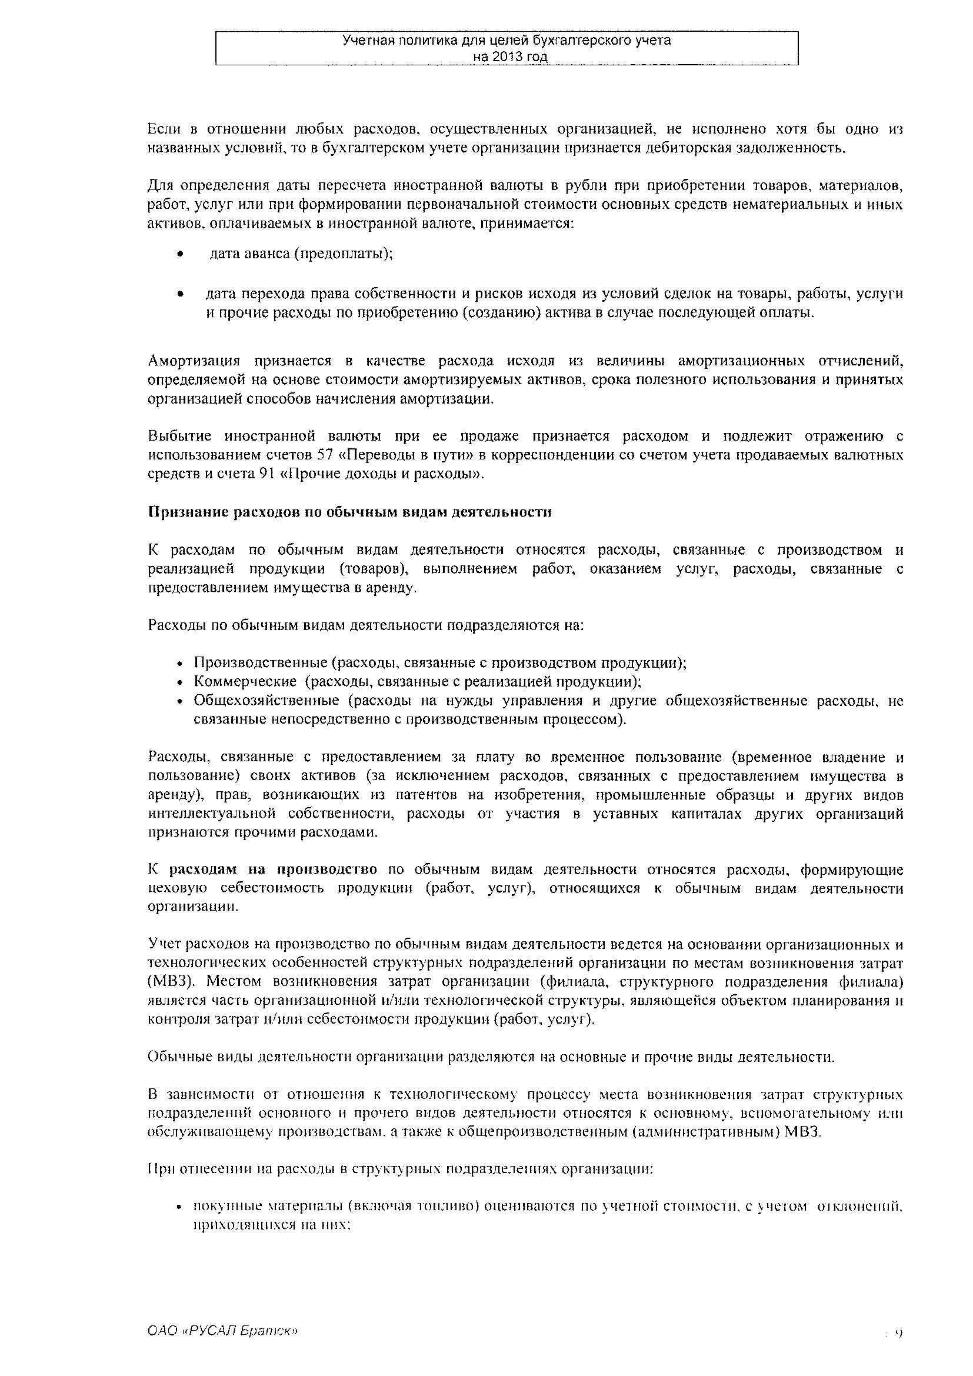 Учетная политика для целей бухгалтерского учета
на 2013 год
Если в отношении любых расходов, осуществленных организацией, не исполнено хотя бы одно из
названных условий, то в бухгалтерском учете организации признается дебиторская задолженность.
Для определения даты пересчета иностранной валюты в рубли при приобретении товаров, материалов,
работ, услуг или при формировании первоначальной стоимости основных средств нематериальных и иных
активов, оплачиваемых в иностранной валюте, принимается:
• дата аванса (предоплаты);
• дата перехода права собственности и рисков исходя из условий сделок на товары, работы, услуги
и прочие расходы по приобретению (созданию) актива в случае последующей оплаты.
Амортизация признается в качестве расхода исходя из величины амортизационных отчислений,
определяемой на основе стоимости амортизируемых активов, срока полезного использования и принятых
организацией способов начисления амортизации.
Выбытие иностранной валюты при ее продаже признается расходом и подлежит отражению с
использованием счетов 57 «Переводы в пути» в корреспонденции со счетом учета продаваемых валютных
средств и счета 91 «Прочие доходы и расходы».
Признание расходов по обычным видам деятельности
К расходам по обычным видам деятельности относятся расходы, связанные с производством и
реализацией продукции (товаров), выполнением работ, оказанием услуг, расходы, связанные с
предоставлением имущества в аренду.
Расходы по обычным видам деятельности подразделяются на:
• Производственные (расходы, связанные с производством продукции);
• Коммерческие (расходы, связанные с реализацией продукции);
• Общехозяйственные (расходы на нужды управления и другие общехозяйственные расходы, не
связанные непосредственно с производственным процессом).
Расходы, связанные с предоставлением за плату во временное пользование (временное владение и
пользование) своих активов (за исключением расходов, связанных с предоставлением имущества в
аренду), прав, возникающих из патентов на изобретения, промышленные образцы и других видов
интеллектуальной собственности, расходы от участия в уставных капиталах других организаций
признаются прочими расходами.
К расходам на производство по обычным видам деятельности относятся расходы, формирующие
цеховую себестоимость продукции (работ, услуг), относящихся к обычным видам деятельности
организации.
Учет расходов на производство по обычным видам деятельности ведется на основании организационных и
технологических особенностей структурных подразделений организации по местам возникновения затрат
(МВЗ). Местом возникновения затрат организации (филиала, структурного подразделения филиала)
является часть организационной и/или технологической структуры, являющейся объектом планирования и
контроля затрат и/или себестоимости продукции (работ, услуг).
Обычные виды деятельности организации разделяются на основные и прочие виды деятельности.
В зависимости от отношения к технологическому процессу места возникновения затрат структурных
подразделений основного и прочего видов деятельности относятся к основному, вспомогательному или
обслуживающему производствам, а также к общепроизводственным (административным) МВЗ.
При отнесении на расходы в структурных подразделениях организации:
• покупные материалы (включая топливо) оцениваются по учетной стоимости, с учетом отклонений,
приходящихся на них;
ОАО «РУСАЛ Братск»
9